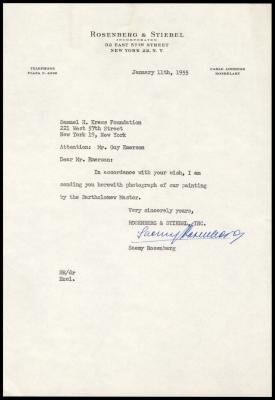 ROSENBERG & STIEBEL
INCORPORATED
32 EAST 57TH STREET
NEW YORK 22, N. Y.
TELEPHONE
PLAZA 3-4388
CABLE ADDRESS
ROSBELART
January 11th, 1955
Samuel H. Kress Foundation
221 West 57th Street
New York 19, New York
Attention: Mr. Guy Emerson
Dear Mr. Emerson:
In accordance with your wish, I am
sending you herewith photograph of our painting
by the Bartholomew Master.
Very sincerely yours,
ROSENBERG & STIEBEL, INC.
Saemy Rosenberg
Saemy Rosenberg
SR/dr
Encl.